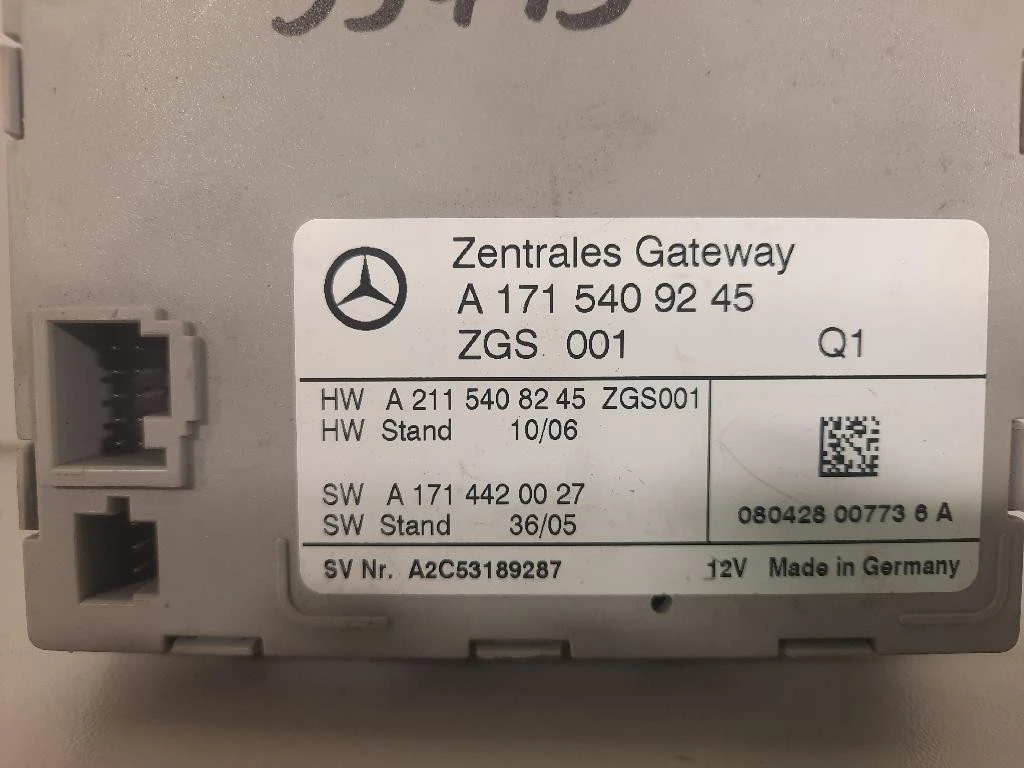 Zentrales Gateway
A 171 540 92 45
ZGS 001 Q1
HW A 211 540 82 45 ZGS001
HW Stand 10/06
SW A 171 442 00 27
SW Stand 36/05
080428 00773 6 A
SV Nr. A2C53189287 12V Made in Germany